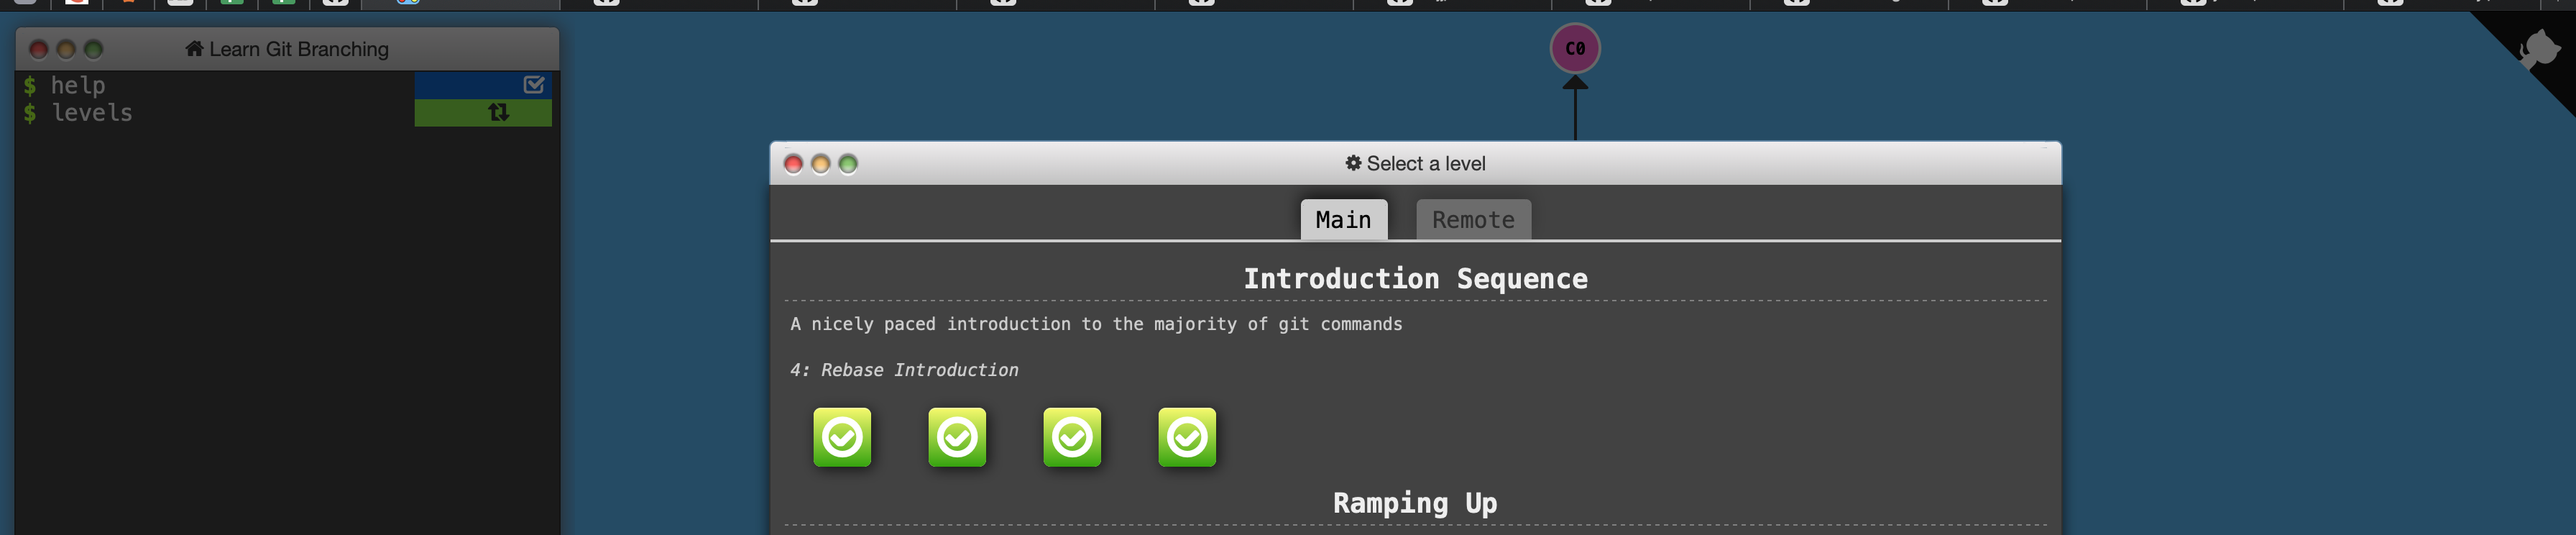 Learn Git Branching
$ help
$ levels
C0
Select a level
Main
Remote
Introduction Sequence
A nicely paced introduction to the majority of git commands
4: Rebase Introduction
Ramping Up